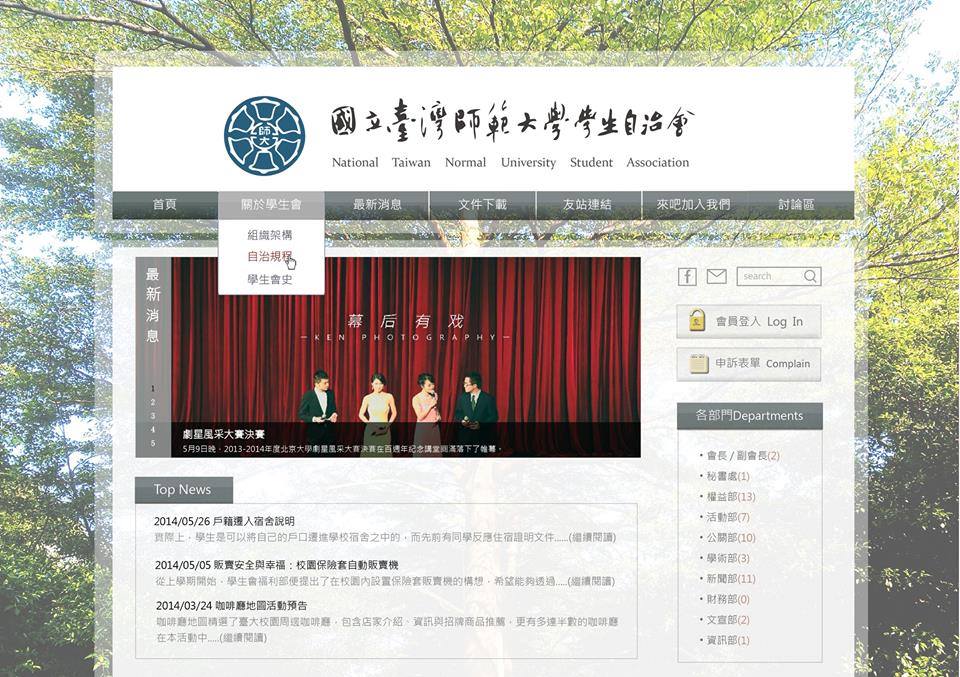 師大
國立臺灣師範大學學生自治會
National Taiwan Normal University Student Association
首頁 關於學生會 最新消息 文件下載 友站連結 來吧加入我們 討論區
組織架構
自治規程
學生會史
最新消息
1
2
3
4
5
幕后有戏
KEN PHOTOGRAPHY
劇星風采大賽決賽
5月9日晚，2013-2014年度北京大學劇星風采大賽決賽在百週年紀念講堂圓滿落下了帷幕。
f
search
會員登入 Log In
申訴表單 Complain
各部門Departments
•會長 / 副會長(2)
•秘書處(1)
•權益部(13)
•活動部(7)
•公關部(10)
•學術部(3)
•新聞部(11)
•財務部(0)
•文宣部(2)
•資訊部(1)
Top News
2014/05/26 戶籍遷入宿舍說明
實際上，學生是可以將自己的戶口遷進學校宿舍之中的，而先前有同學反應住宿證明文件......(繼續閱讀)
2014/05/05 販賣安全與幸福：校園保險套自動販賣機
從上學期開始，學生會福利部便提出了在校園內設置保險套販賣機的構想，希望能夠透過......(繼續閱讀)
2014/03/24 咖啡廳地圖活動預告
咖啡廳地圖精選了臺大校園周邊咖啡廳，包含店家介紹、資訊與招牌商品推薦，更有多達半數的咖啡廳
在本活動中.....(繼續閱讀)